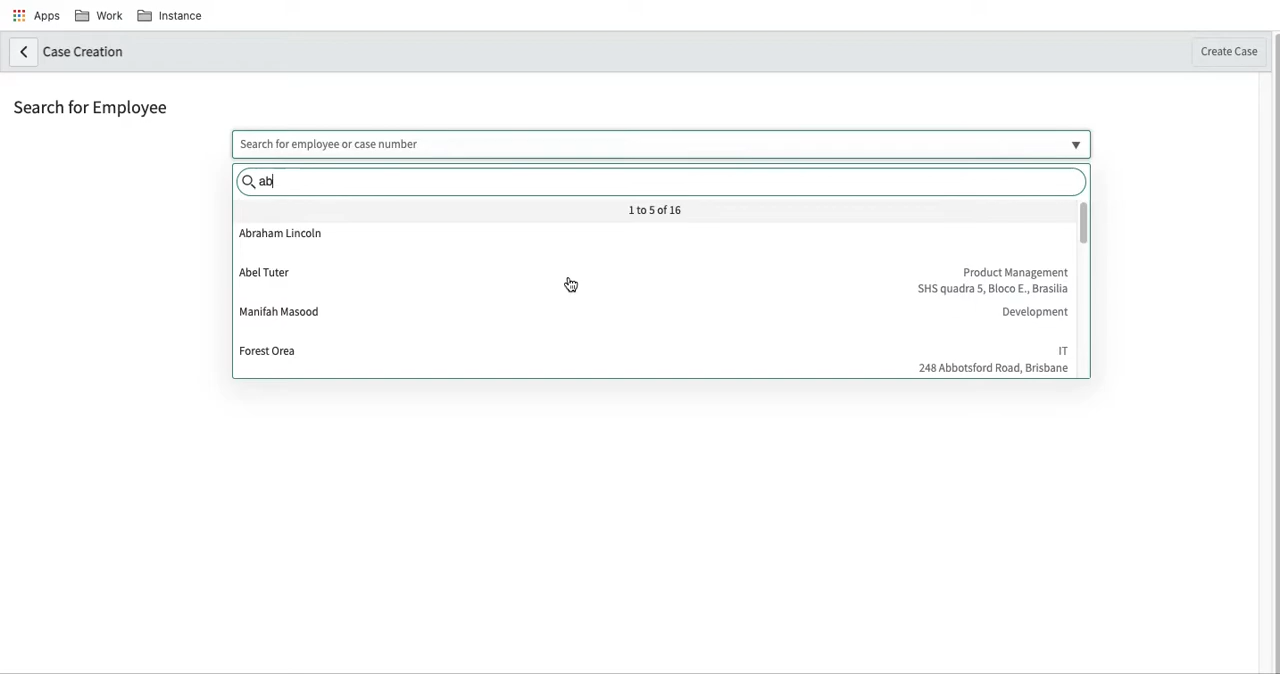 Apps Work Instance
Case Creation Create Case
Search for Employee
Search for employee or case number
ab
1 to 5 of 16
Abraham Lincoln
Abel Tuter Product Management
SHS quadra 5, Bloco E., Brasilia
Manifah Masood Development
Forest Orea IT
248 Abbotsford Road, Brisbane